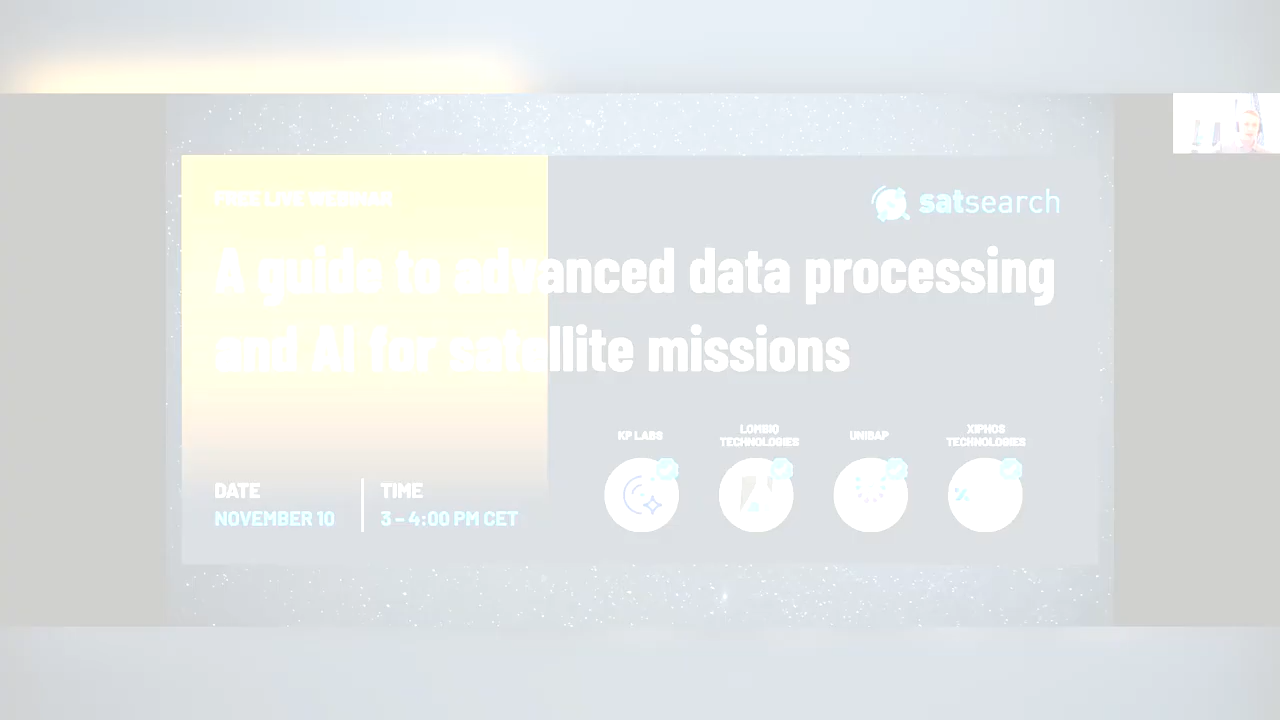 FREE LIVE WEBINAR
satsearch
A guide to advanced data processing
and AI for satellite missions
KP LABS
LOMBIQ
TECHNOLOGIES
UNIBAP
XIPHOS
TECHNOLOGIES
DATE
NOVEMBER 10
TIME
3 – 4:00 PM CET